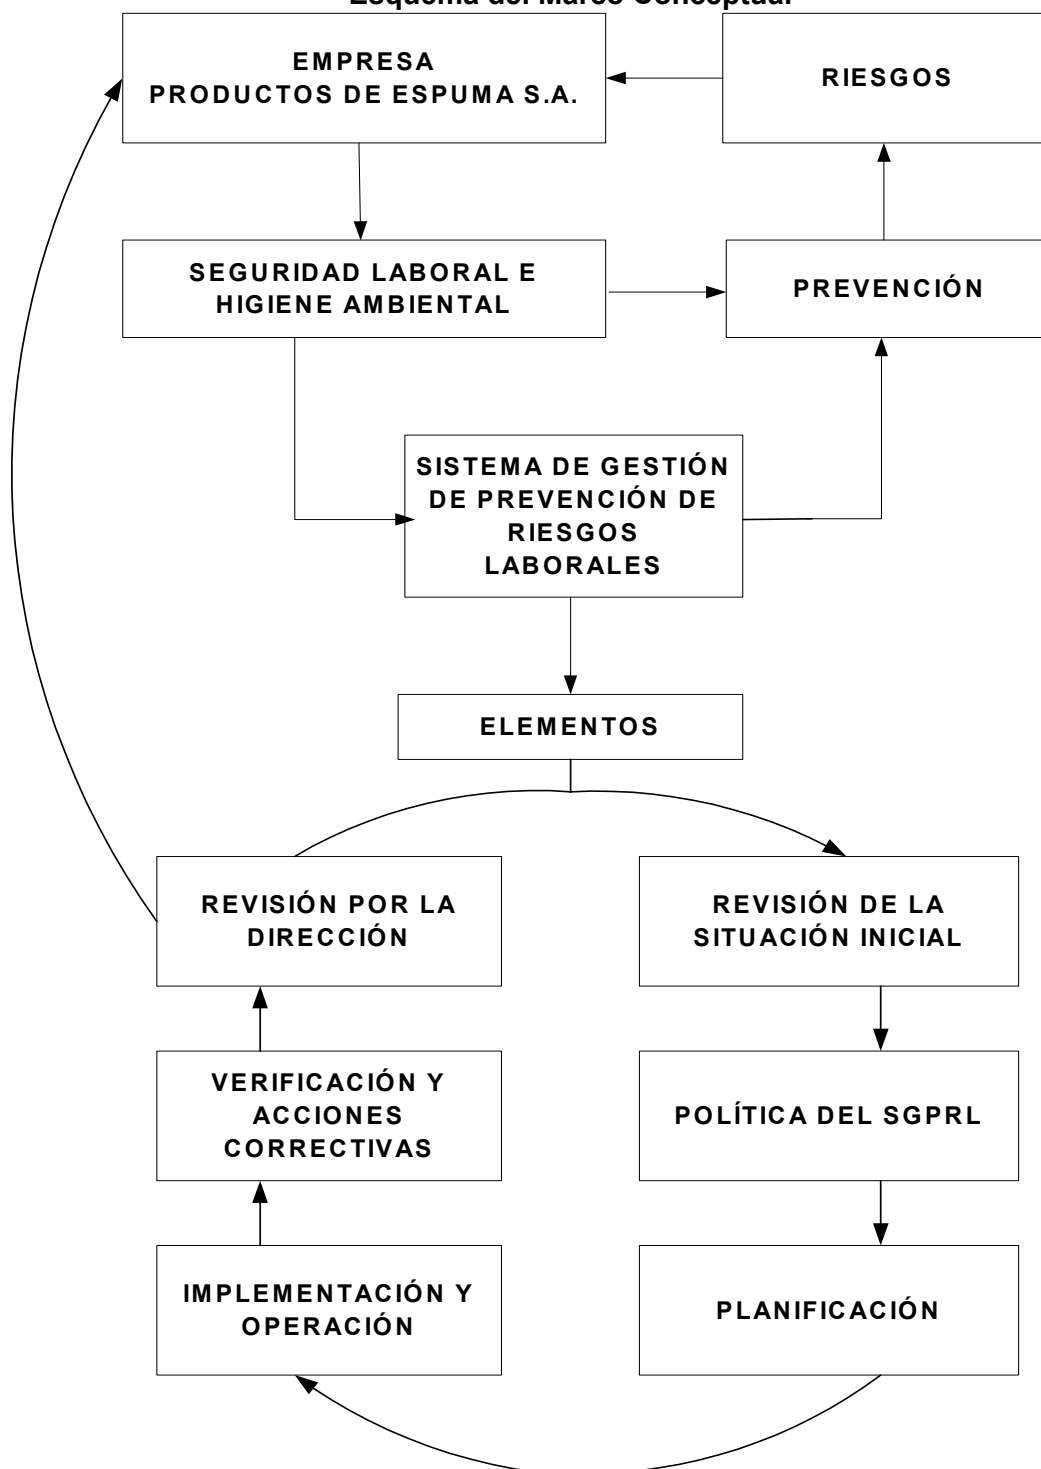 Esquema del Marco Conceptual
EMPRESA
PRODUCTOS DE ESPUMA S.A.
RIESGOS
SEGURIDAD LABORAL E
HIGIENE AMBIENTAL
PREVENCIÓN
SISTEMA DE GESTIÓN
DE PREVENCIÓN DE
RIESGOS
LABORALES
ELEMENTOS
REVISIÓN POR LA
DIRECCIÓN
REVISIÓN DE LA
SITUACIÓN INICIAL
VERIFICACIÓN Y
ACCIONES
CORRECTIVAS
POLÍTICA DEL SGPRL
IMPLEMENTACIÓN Y
OPERACIÓN
PLANIFICACIÓN